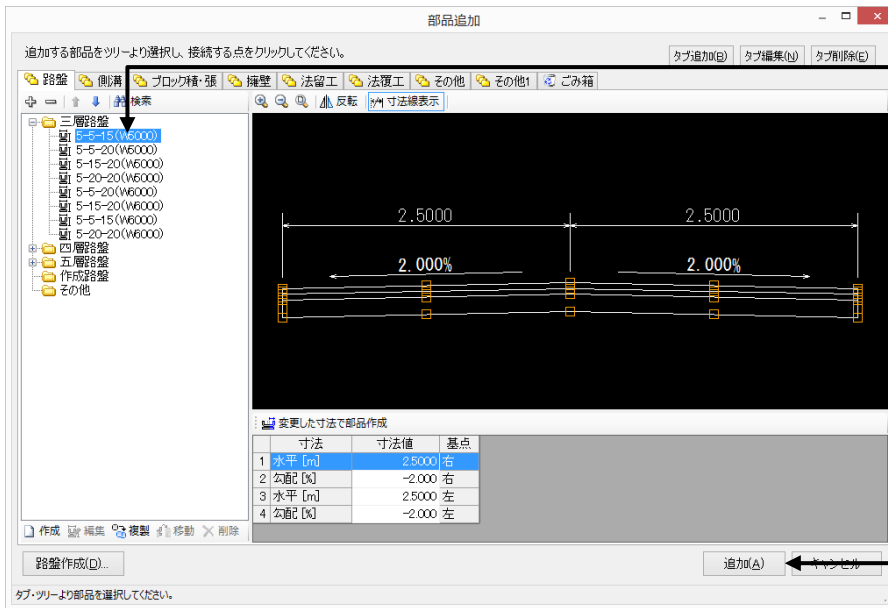 部品追加
追加する部品をツリーより選択し、接続する点をクリックしてください。
タブ追加(B) タブ編集(N) タブ削除(E)
路盤 側溝 ブロック積・張 擁壁 法留工 法覆工 その他 その他1 ごみ箱
検索 反転 寸法線表示
三層路盤
5-5-15(W6000)
5-5-20(W6000)
5-15-20(W6000)
5-20-20(W6000)
5-5-20(W6000)
5-15-20(W6000)
5-5-15(W6000)
5-20-20(W6000)
四層路盤
五層路盤
作成路盤
その他
2.5000 2.5000
2.000% 2.000%
変更した寸法で部品作成
寸法 寸法値 基点
1 水平 [m] 2.5000 右
2 勾配 [%] -2.000 右
3 水平 [m] 2.5000 左
4 勾配 [%] -2.000 左
作成 編集 複製 移動 削除
路盤作成(D)... 追加(A) キャンセル
タブ・ツリーより部品を選択してください。